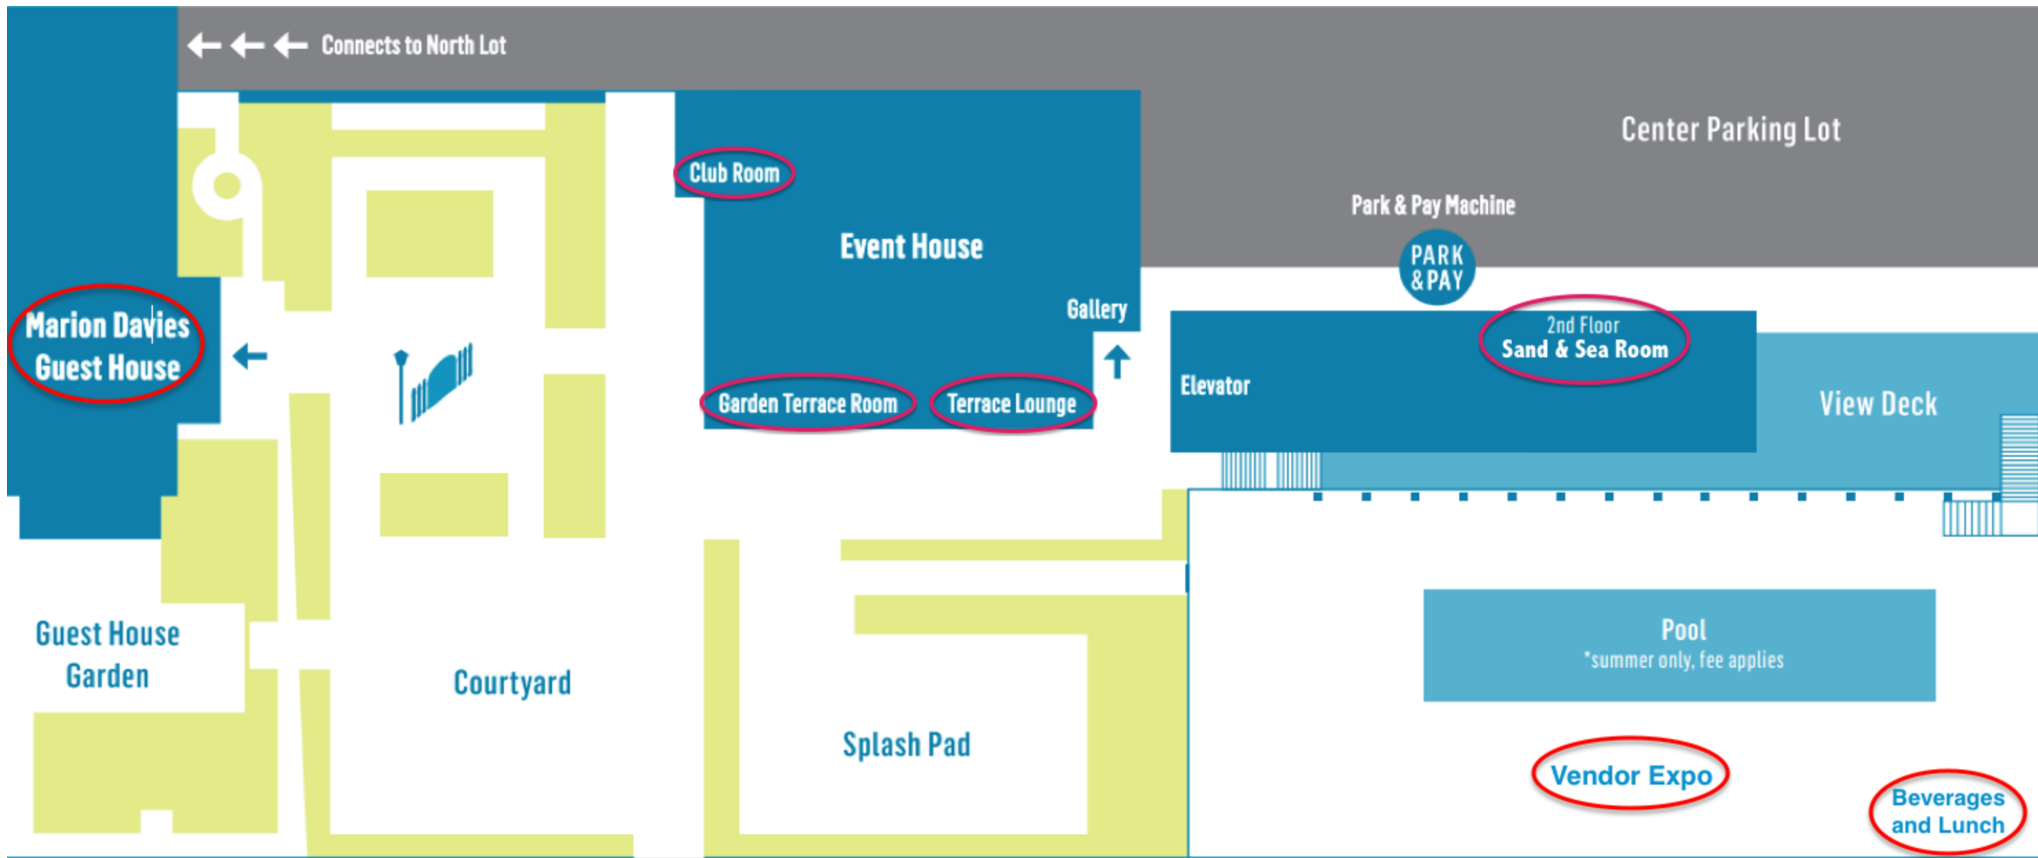 Connects to North Lot
Center Parking Lot
Club Room
Park & Pay Machine
Event House
PARK
&PAY
Gallery
Marion Davies
Guest House
2nd Floor
Sand & Sea Room
Elevator
Garden Terrace Room
Terrace Lounge
View Deck
Guest House
Garden
Courtyard
Splash Pad
Pool
*summer only, fee applies
Vendor Expo
Beverages
and Lunch